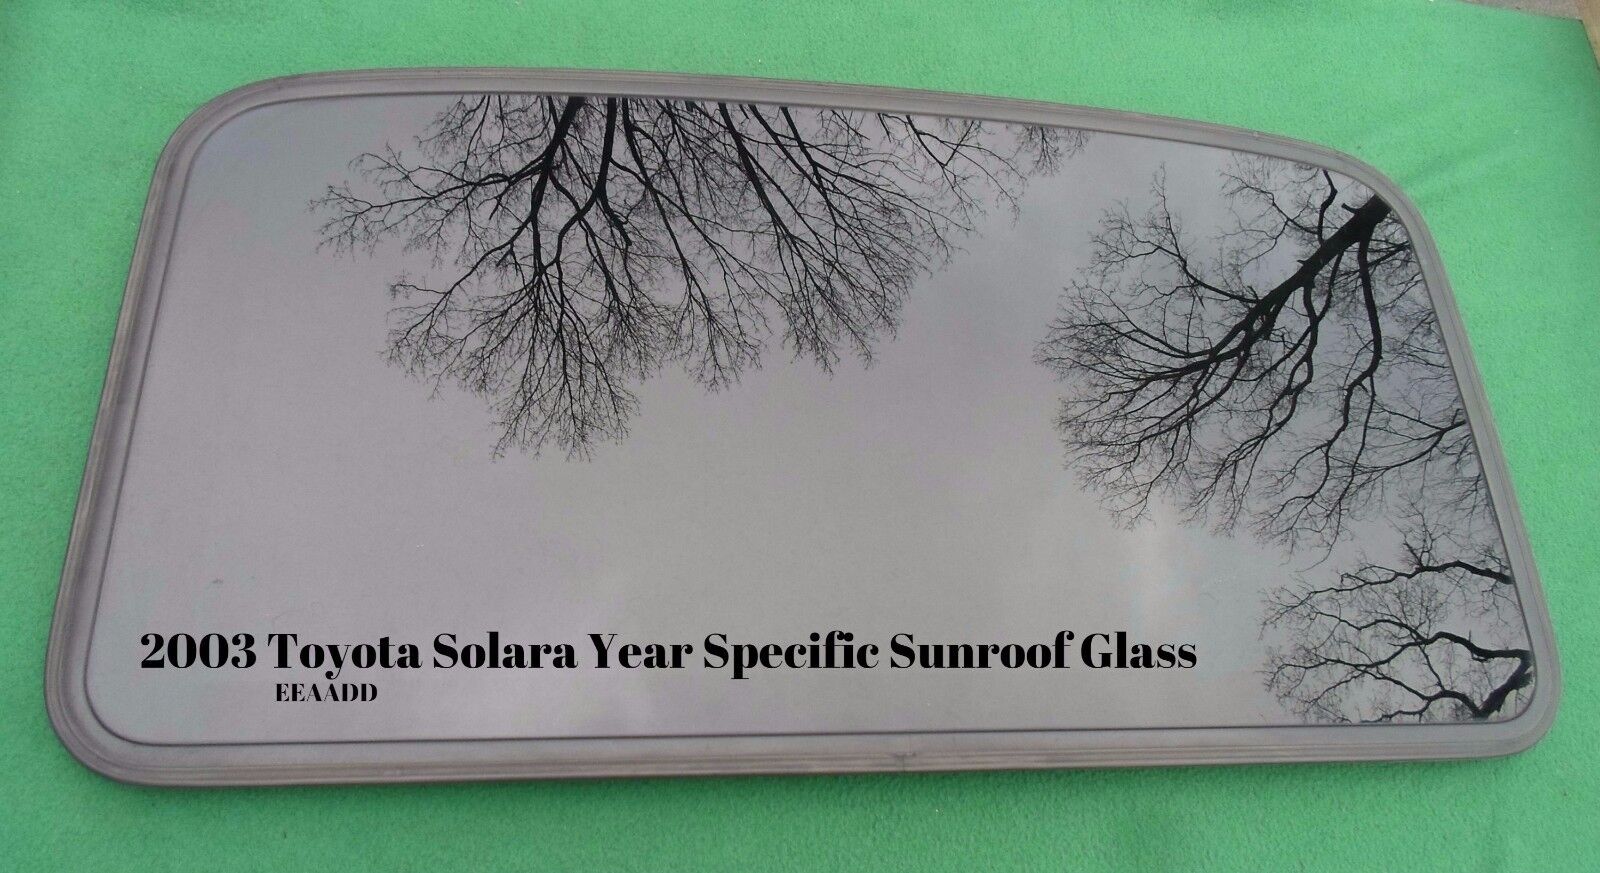 2003 Toyota Solara Year Specific Sunroof Glass
EEAADD